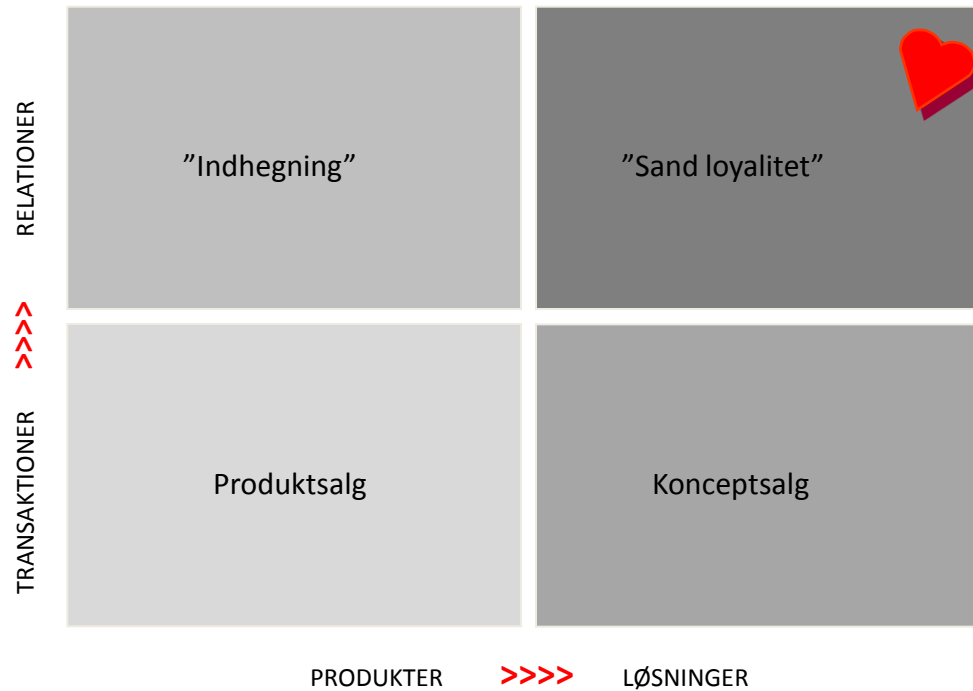 RELATIONER
>>>>
TRANSAKTIONER
”Indhegning”
”Sand loyalitet”
Produktsalg
Konceptsalg
PRODUKTER >>>> LØSNINGER